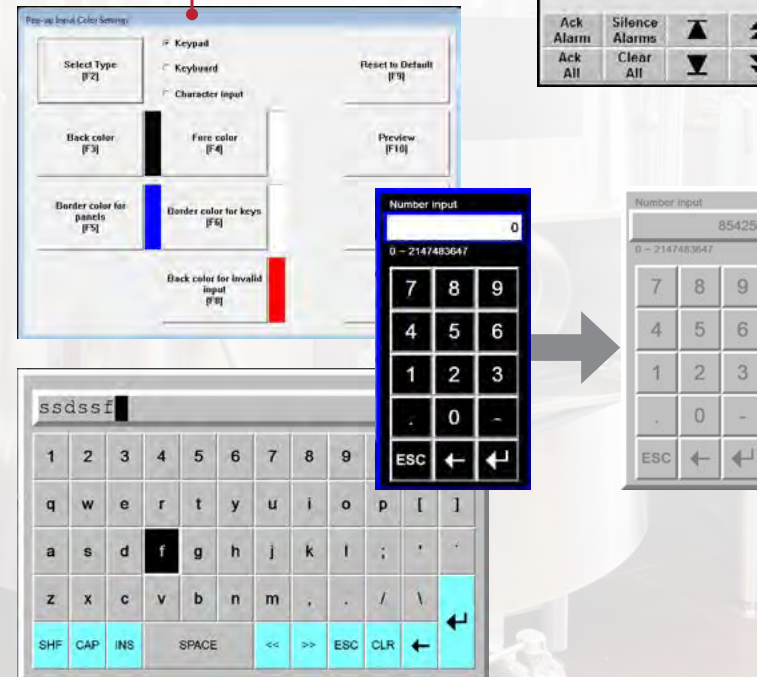 Pop-up Input Color Settings
Select Type
[F2]
Keypad
Keyboard
Character input
Reset to Default
[F9]
Back color
[F3]
Fore color
[F4]
Preview
[F10]
Border color for
panels
[F5]
Border color for keys
[F6]
Back color for invalid
input
[F8]
Ack
Alarm
Silence
Alarms
Ack
All
Clear
All
Number input
0
0 ~ 2147483647
7 8 9
4 5 6
1 2 3
. 0 -
ESC ← ↵
Number input
85425
0 ~ 2147483647
7 8 9
4 5 6
1 2 3
. 0 -
ESC ← ↵
ssdssf
1 2 3 4 5 6 7 8 9
q w e r t y u i o p [ ]
a s d f g h j k l ; '
z x c v b n m , . / \
SHF CAP INS SPACE << >> ESC CLR ← ↵